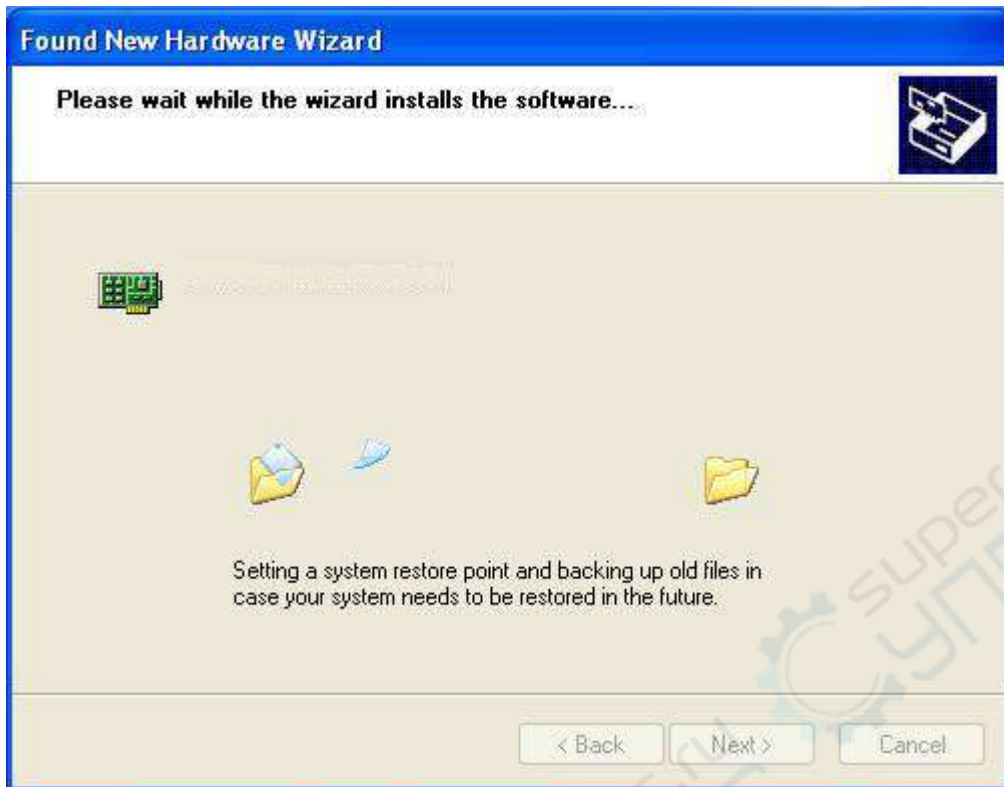 Found New Hardware Wizard
Please wait while the wizard installs the software...
Setting a system restore point and backing up old files in
case your system needs to be restored in the future.
< Back
Next >
Cancel